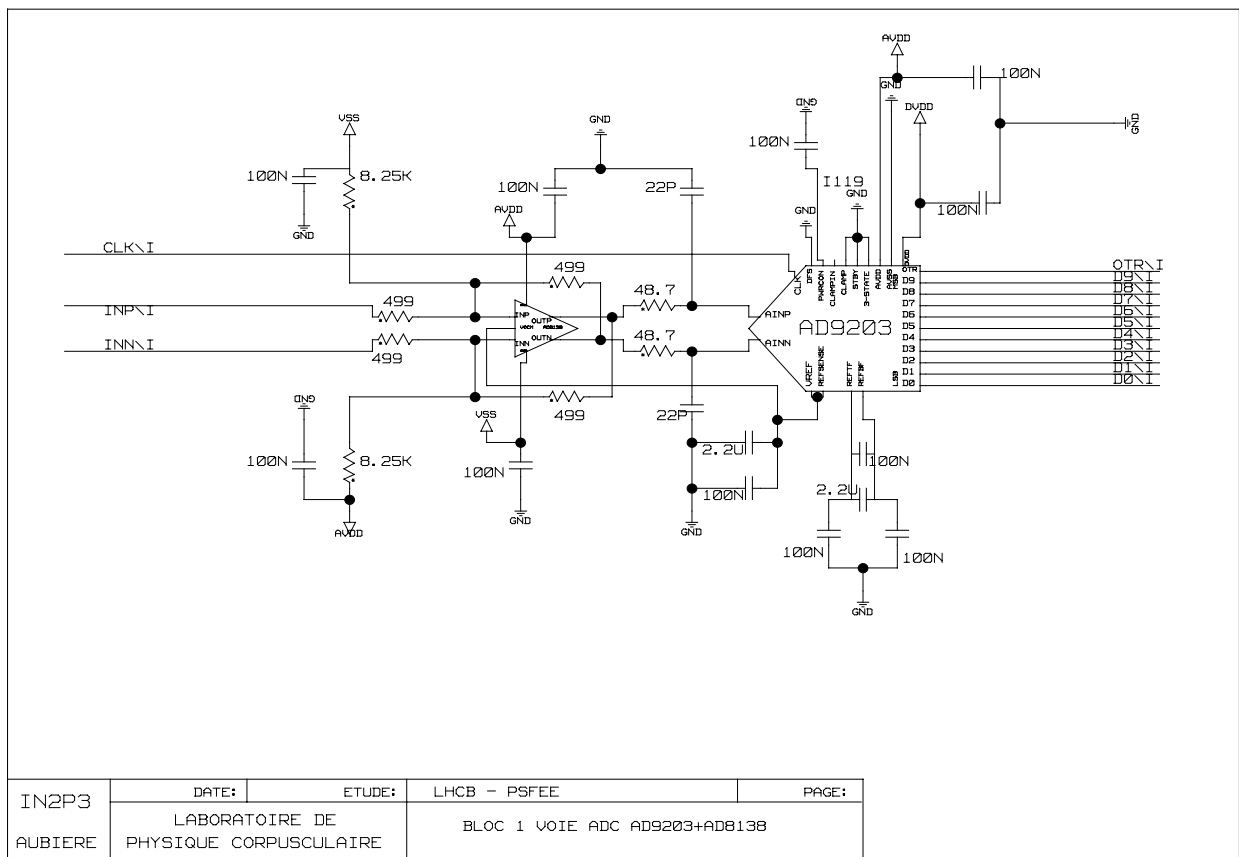 AVDD
100N
GND
DVDD
GND
GND
100N
100N
VSS
100N
8.25K
GND
GND
100N
22P
AVDD
I119
GND
GND
CLK\I
499
CLK
DFS
PWRCON
CLAMPIN
CLAMP
STBY
3-STATE
AVDD
AVSS
DVDD
OTR
OTR\I
D9
D9\I
D8
D8\I
D7
D7\I
D6
D6\I
D5
D5\I
D4
D4\I
D3
D3\I
D2
D2\I
D1
D1\I
D0
D0\I
MSB
LSB
INP\I
499
INN\I
499
INP
OUTP
VOCM
AD8138
INN
OUTN
48.7
48.7
AINP
AINN
AD9203
VREF
REFSENSE
REFTF
REFBF
499
22P
GND
100N
8.25K
AVDD
VSS
100N
GND
2.2U
100N
GND
100N
2.2U
100N
100N
GND
IN2P3
AUBIERE
DATE:
ETUDE:
LHCB - PSFEE
PAGE:
LABORATOIRE DE
PHYSIQUE CORPUSCULAIRE
BLOC 1 VOIE ADC AD9203+AD8138